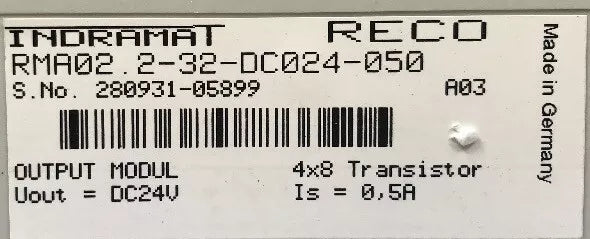 INDRAMAT RECO
RMA02.2-32-DC024-050
S.No. 280931-05899 A03
OUTPUT MODUL 4x8 Transistor
Uout = DC24V Is = 0,5A
Made in Germany